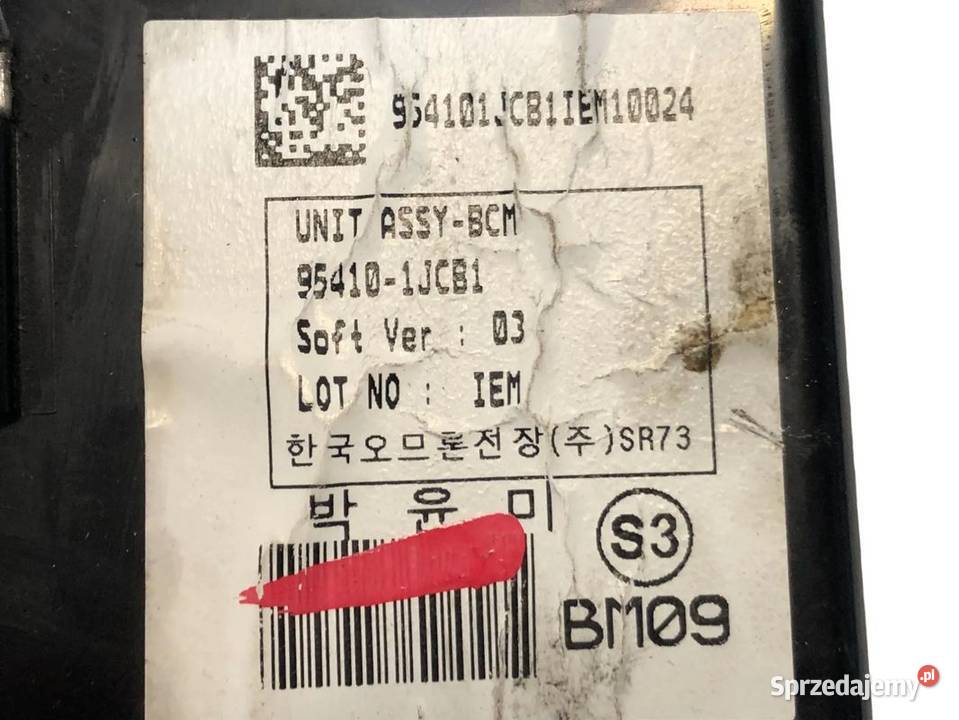 954101JCB1IEM10024
UNIT ASSY-BCM
95410-1JCB1
Soft Ver : 03
LOT NO : IEM
한국오므론전장(주)SR73
박 윤 미
S3
BM09
Sprzedajemy.pl